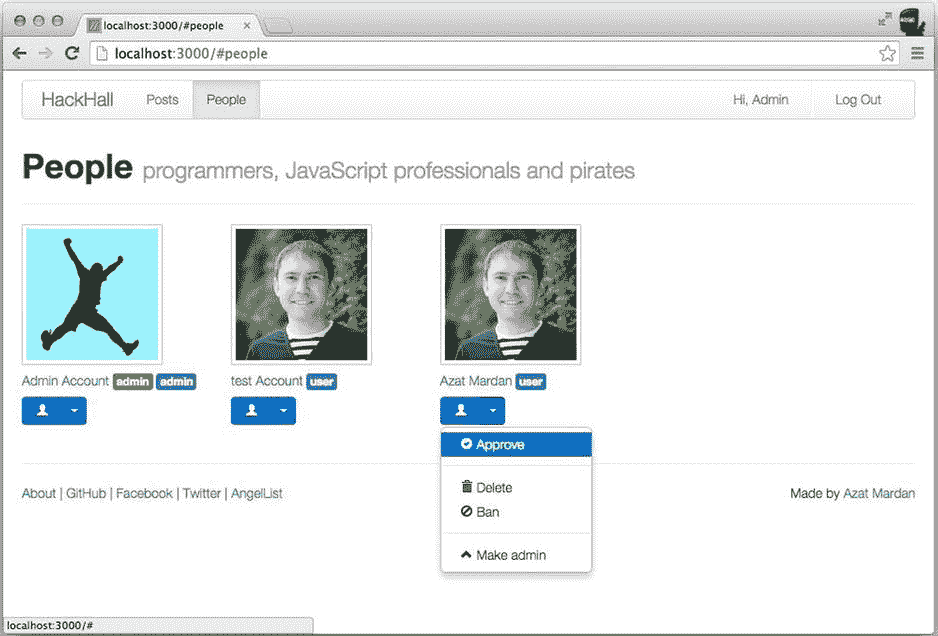 localhost:3000/#people
localhost:3000/#people
HackHall Posts People Hi, Admin Log Out
People programmers, JavaScript professionals and pirates
Admin Account admin admin test Account user Azat Mardan user
Approve
Delete
Ban
Make admin
About | GitHub | Facebook | Twitter | AngelList Made by Azat Mardan
localhost:3000/#